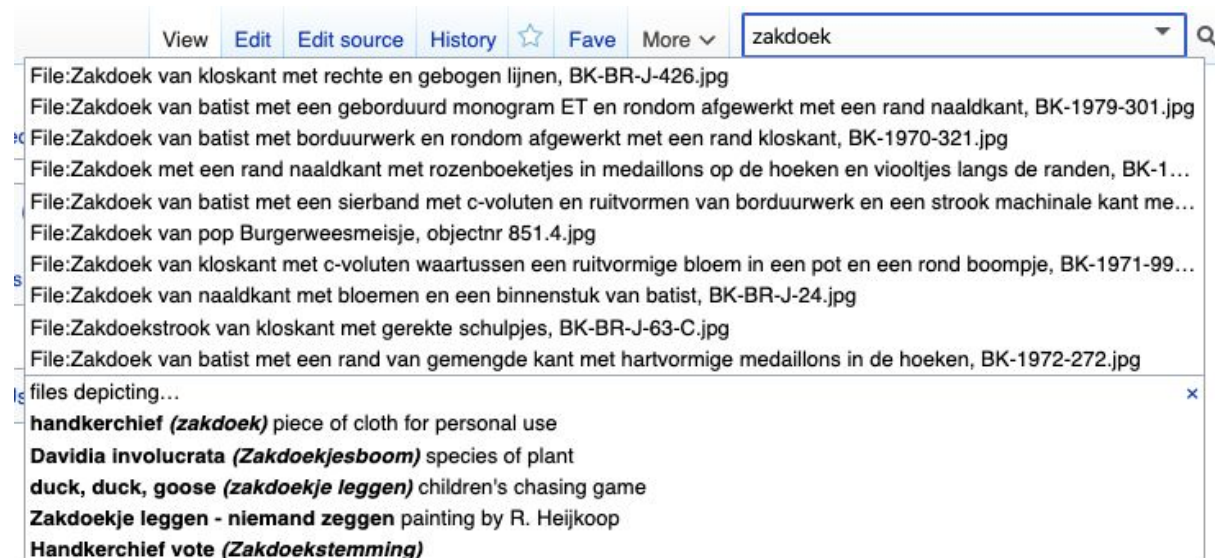 View Edit Edit source History Fave More zakdoek
File:Zakdoek van kloskant met rechte en gebogen lijnen, BK-BR-J-426.jpg
File:Zakdoek van batist met een geborduurd monogram ET en rondom afgewerkt met een rand naaldkant, BK-1979-301.jpg
File:Zakdoek van batist met borduurwerk en rondom afgewerkt met een rand kloskant, BK-1970-321.jpg
File:Zakdoek met een rand naaldkant met rozenboeketjes in medaillons op de hoeken en viooltjes langs de randen, BK-1...
File:Zakdoek van batist met een sierband met c-voluten en ruitvormen van borduurwerk en een strook machinale kant me...
File:Zakdoek van pop Burgerweesmeisje, objectnr 851.4.jpg
File:Zakdoek van kloskant met c-voluten waartussen een ruitvormige bloem in een pot en een rond boompje, BK-1971-99...
File:Zakdoek van naaldkant met bloemen en een binnenstuk van batist, BK-BR-J-24.jpg
File:Zakdoekstrook van kloskant met gerekte schulpjes, BK-BR-J-63-C.jpg
File:Zakdoek van batist met een rand van gemengde kant met hartvormige medaillons in de hoeken, BK-1972-272.jpg
files depicting... ×
handkerchief (zakdoek) piece of cloth for personal use
Davidia involucrata (Zakdoekjesboom) species of plant
duck, duck, goose (zakdoekje leggen) children's chasing game
Zakdoekje leggen - niemand zeggen painting by R. Heijkoop
Handkerchief vote (Zakdoekstemming)